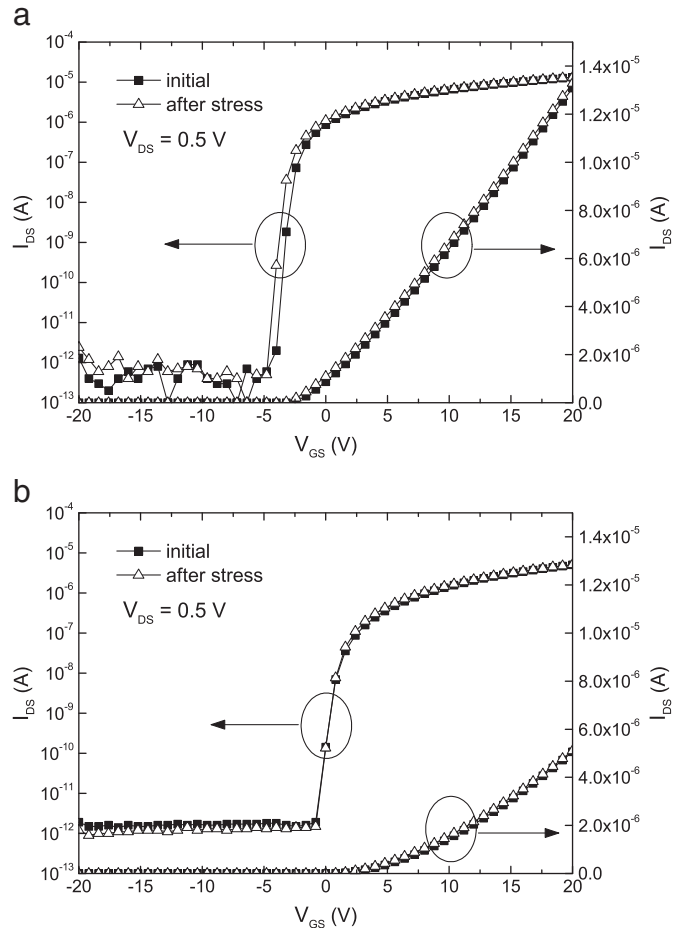 a
10⁻⁴
10⁻⁵
10⁻⁶
10⁻⁷
10⁻⁸
10⁻⁹
10⁻¹⁰
10⁻¹¹
10⁻¹²
10⁻¹³
I_DS (A)
initial
after stress
V_DS = 0.5 V
1.4x10⁻⁵
1.2x10⁻⁵
1.0x10⁻⁵
8.0x10⁻⁶
6.0x10⁻⁶
4.0x10⁻⁶
2.0x10⁻⁶
0.0
I_DS (A)
-20 -15 -10 -5 0 5 10 15 20
V_GS (V)
b
10⁻⁴
10⁻⁵
10⁻⁶
10⁻⁷
10⁻⁸
10⁻⁹
10⁻¹⁰
10⁻¹¹
10⁻¹²
10⁻¹³
I_DS (A)
initial
after stress
V_DS = 0.5 V
1.4x10⁻⁵
1.2x10⁻⁵
1.0x10⁻⁵
8.0x10⁻⁶
6.0x10⁻⁶
4.0x10⁻⁶
2.0x10⁻⁶
0.0
I_DS (A)
-20 -15 -10 -5 0 5 10 15 20
V_GS (V)